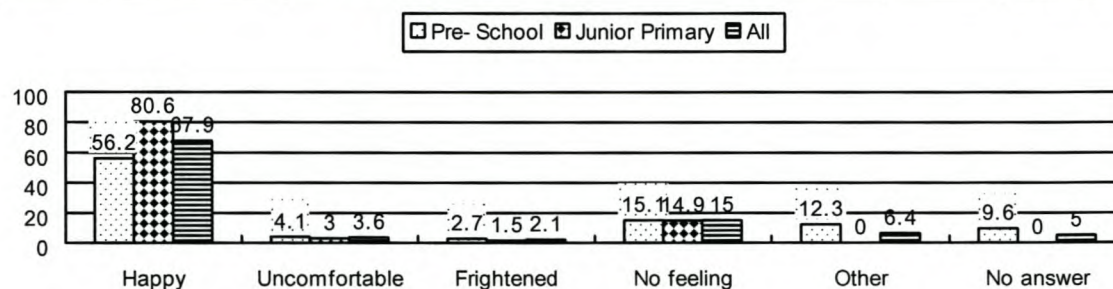 Pre- School Junior Primary All
100
80
60
40
20
0
56.2 80.6 67.9
4.1 3 3.6
2.7 1.5 2.1
15.1 14.9 15
12.3 0 6.4
9.6 0 5
Happy Uncomfortable Frightened No feeling Other No answer